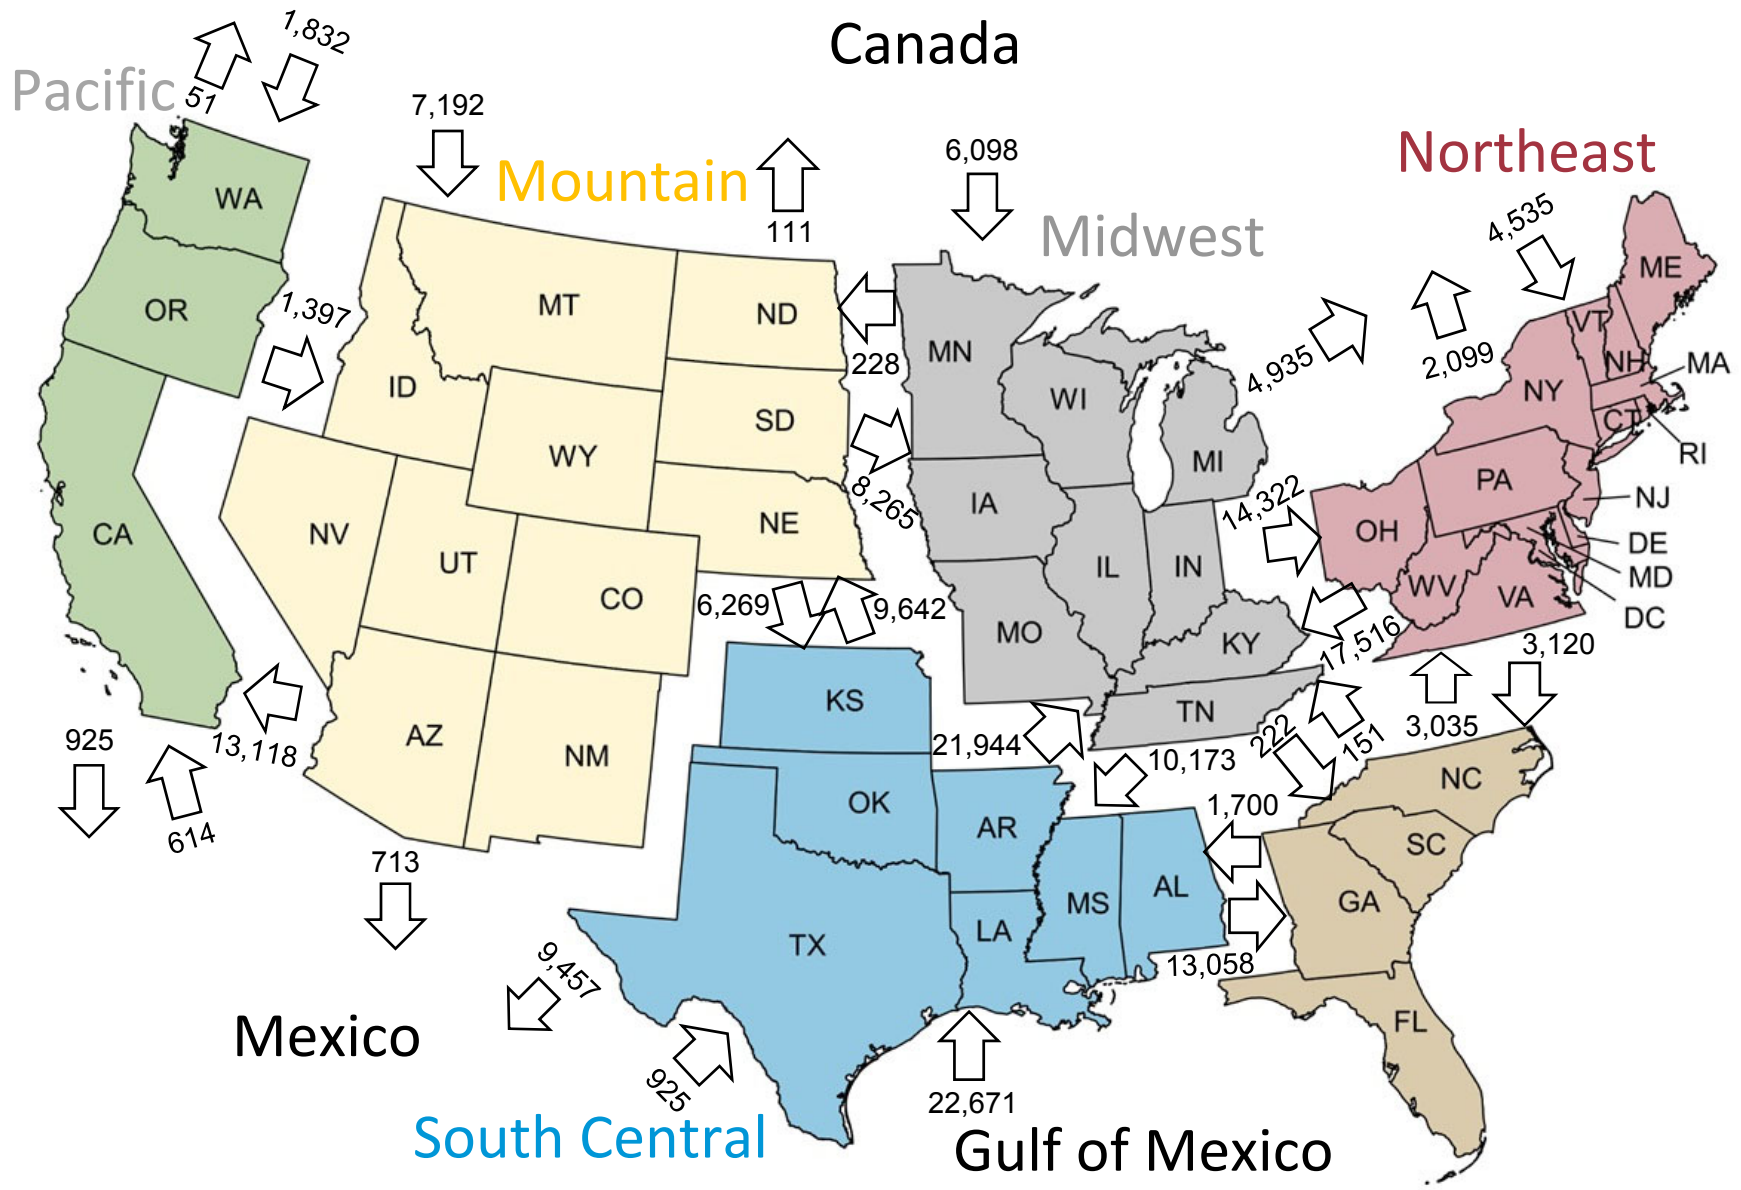 Canada
1,832
51
Pacific
7,192
Mountain
111
6,098
Midwest
Northeast
4,535
2,099
4,935
WA
OR
CA
1,397
MT
ND
ID
SD
WY
NE
NV
UT
CO
AZ
NM
228
8,265
MN
WI
MI
IA
IL
IN
MO
KY
TN
14,322
ME
VT
NH
MA
NY
CT
RI
PA
NJ
OH
DE
MD
WV
VA
DC
17,516
3,120
3,035
6,269
9,642
KS
21,944
10,173
222
151
1,700
925
614
13,118
713
OK
AR
TX
LA
MS
AL
NC
SC
GA
FL
13,058
9,457
925
22,671
Mexico
South Central
Gulf of Mexico